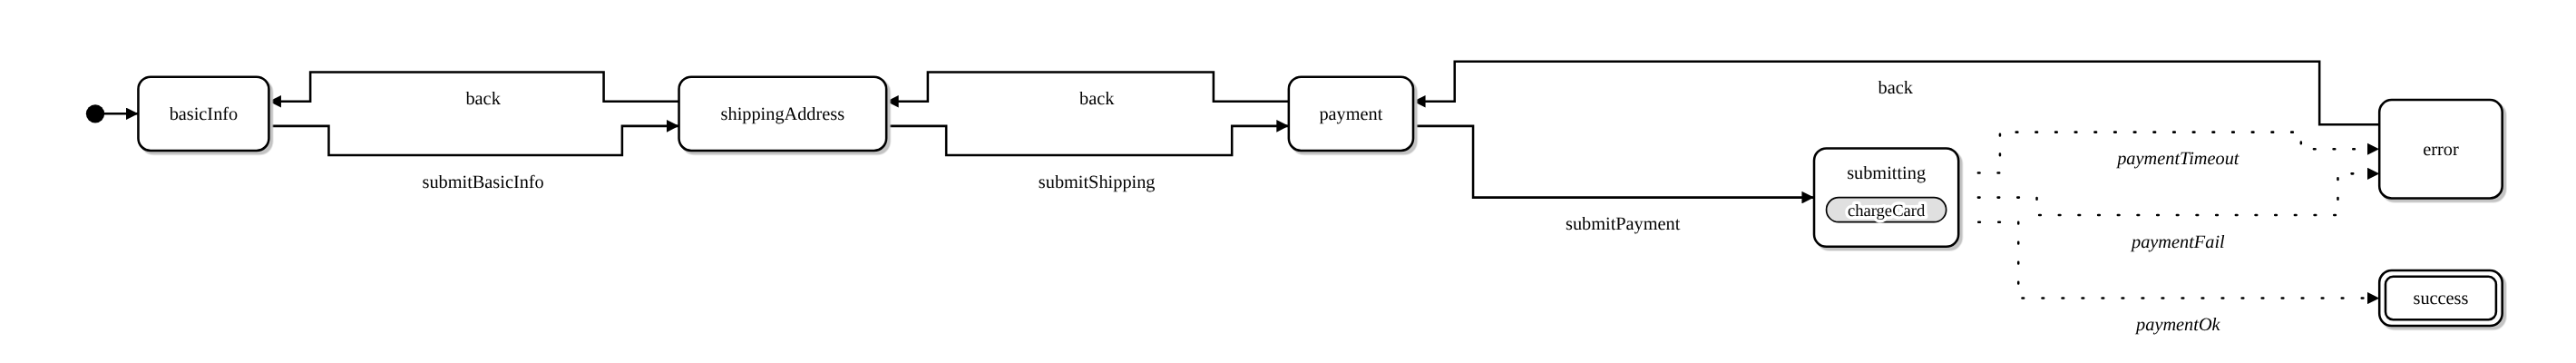 basicInfo
back
submitBasicInfo
shippingAddress
back
submitShipping
payment
back
submitPayment
submitting
chargeCard
paymentTimeout
paymentFail
paymentOk
error
success